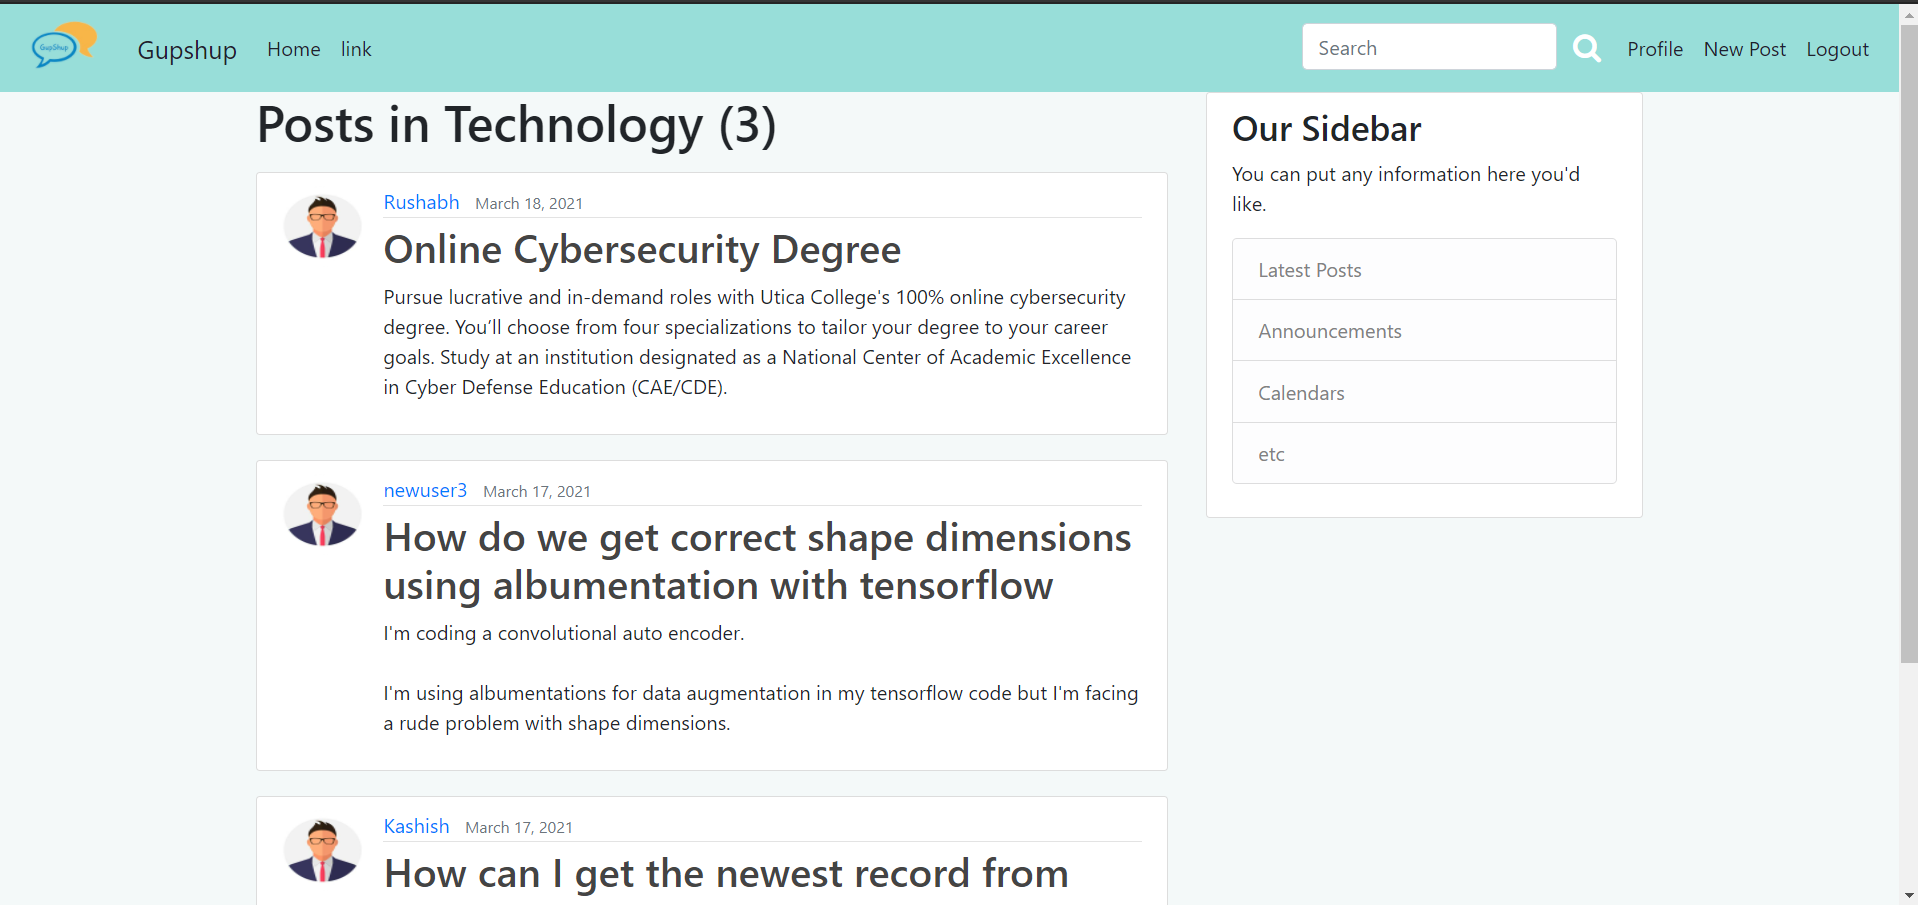 GupShup
Gupshup Home link Search Profile New Post Logout
Posts in Technology (3)
Rushabh March 18, 2021
Online Cybersecurity Degree
Pursue lucrative and in-demand roles with Utica College's 100% online cybersecurity
degree. You’ll choose from four specializations to tailor your degree to your career
goals. Study at an institution designated as a National Center of Academic Excellence
in Cyber Defense Education (CAE/CDE).
newuser3 March 17, 2021
How do we get correct shape dimensions
using albumentation with tensorflow
I'm coding a convolutional auto encoder.
I'm using albumentations for data augmentation in my tensorflow code but I'm facing
a rude problem with shape dimensions.
Kashish March 17, 2021
How can I get the newest record from
Our Sidebar
You can put any information here you'd
like.
Latest Posts
Announcements
Calendars
etc